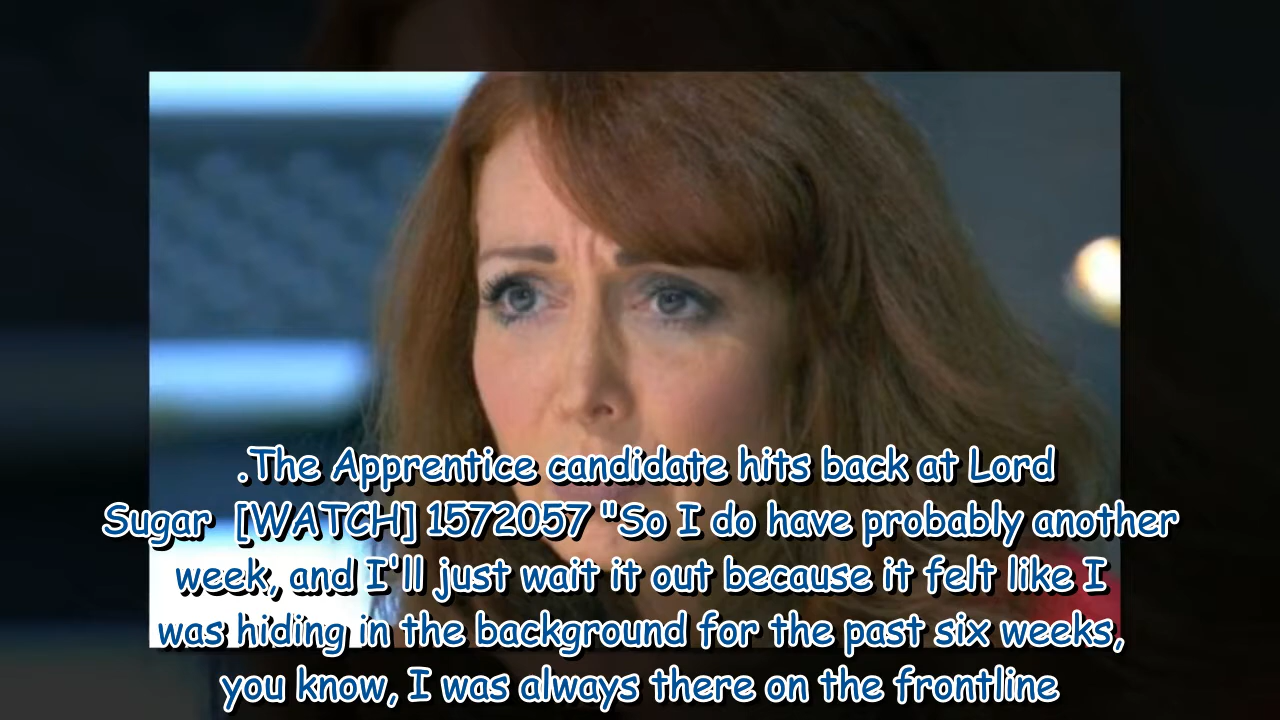 .The Apprentice candidate hits back at Lord
Sugar  [WATCH] 1572057 "So I do have probably another
week, and I'll just wait it out because it felt like I
was hiding in the background for the past six weeks,
you know, I was always there on the frontline